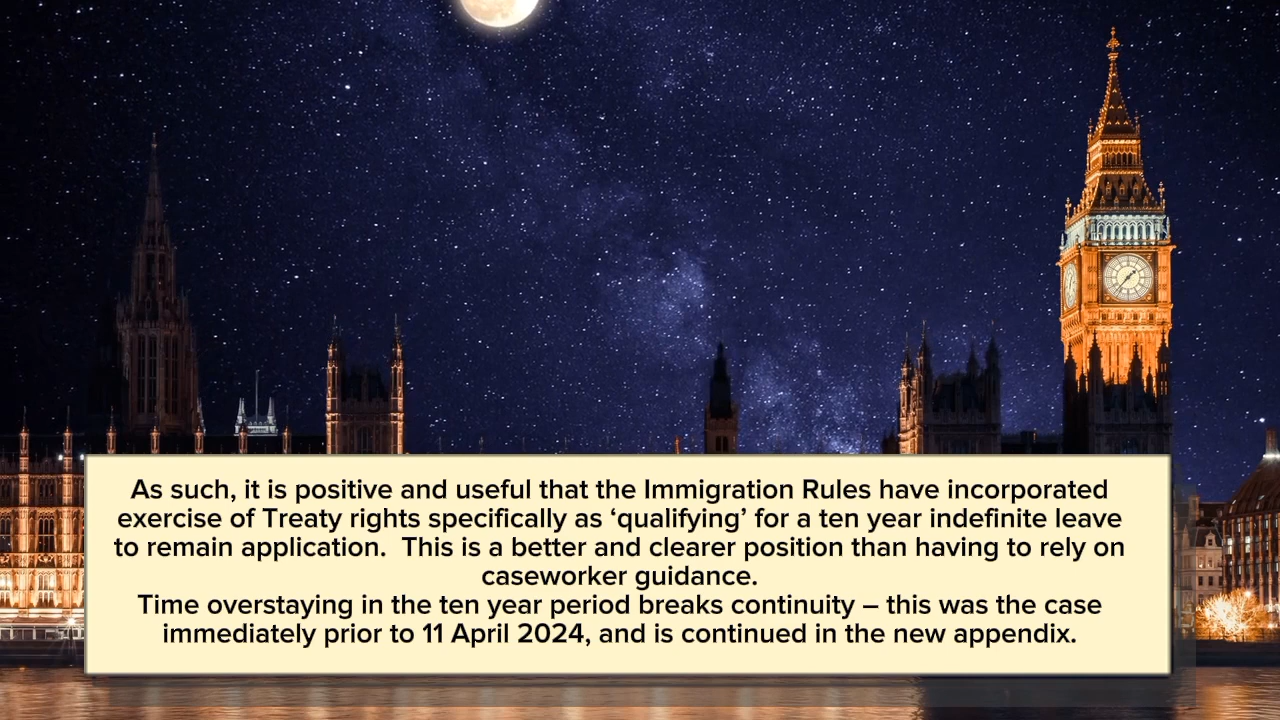 As such, it is positive and useful that the Immigration Rules have incorporated
exercise of Treaty rights specifically as ‘qualifying’ for a ten year indefinite leave
to remain application.  This is a better and clearer position than having to rely on
caseworker guidance.
Time overstaying in the ten year period breaks continuity – this was the case
immediately prior to 11 April 2024, and is continued in the new appendix.